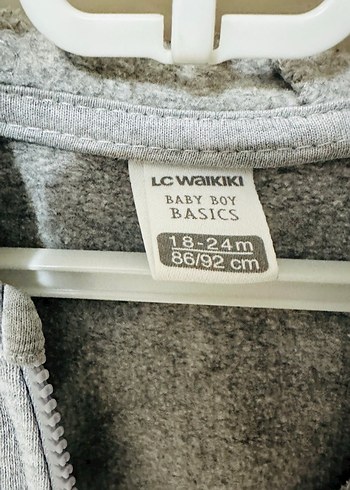 LC WAIKIKI
BABY BOY
BASICS
18-24m
86/92 cm